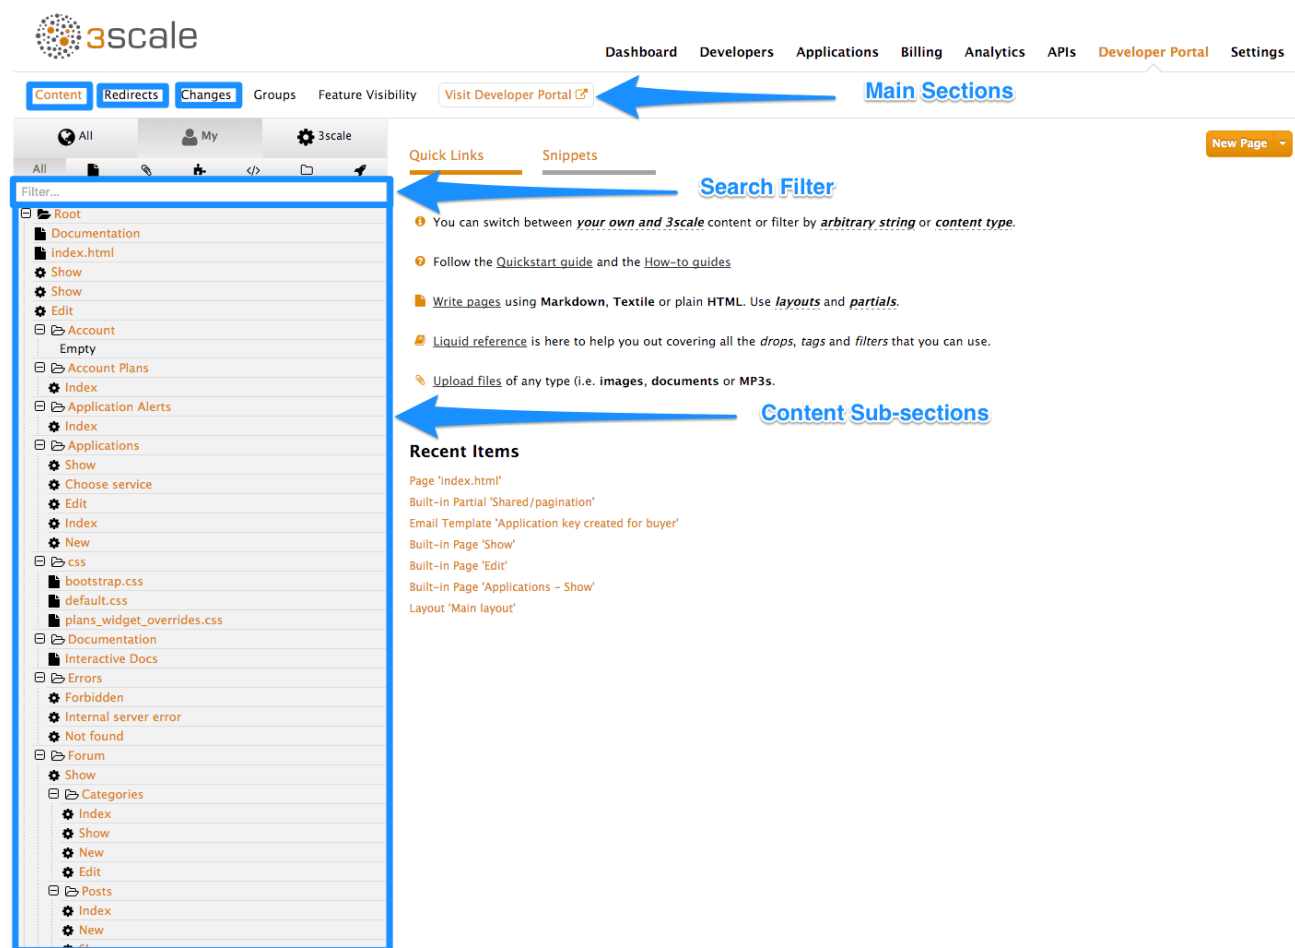 3scale
Dashboard Developers Applications Billing Analytics APIs Developer Portal Settings
Content Redirects Changes Groups Feature Visibility Visit Developer Portal Main Sections
All My 3scale
New Page
All </>
Quick Links Snippets
Filter...
Search Filter
Root
Documentation
index.html
Show
Show
Edit
Account
Empty
Account Plans
Index
Application Alerts
Index
Applications
Show
Choose service
Edit
Index
New
css
bootstrap.css
default.css
plans_widget_overrides.css
Documentation
Interactive Docs
Errors
Forbidden
Internal server error
Not found
Forum
Show
Categories
Index
Show
New
Edit
Posts
Index
New
You can switch between your own and 3scale content or filter by arbitrary string or content type.
Follow the Quickstart guide and the How-to guides
Write pages using Markdown, Textile or plain HTML. Use layouts and partials.
Liquid reference is here to help you out covering all the drops, tags and filters that you can use.
Upload files of any type (i.e. images, documents or MP3s.
Content Sub-sections
Recent Items
Page 'index.html'
Built-in Partial 'Shared/pagination'
Email Template 'Application key created for buyer'
Built-in Page 'Show'
Built-in Page 'Edit'
Built-in Page 'Applications - Show'
Layout 'Main layout'